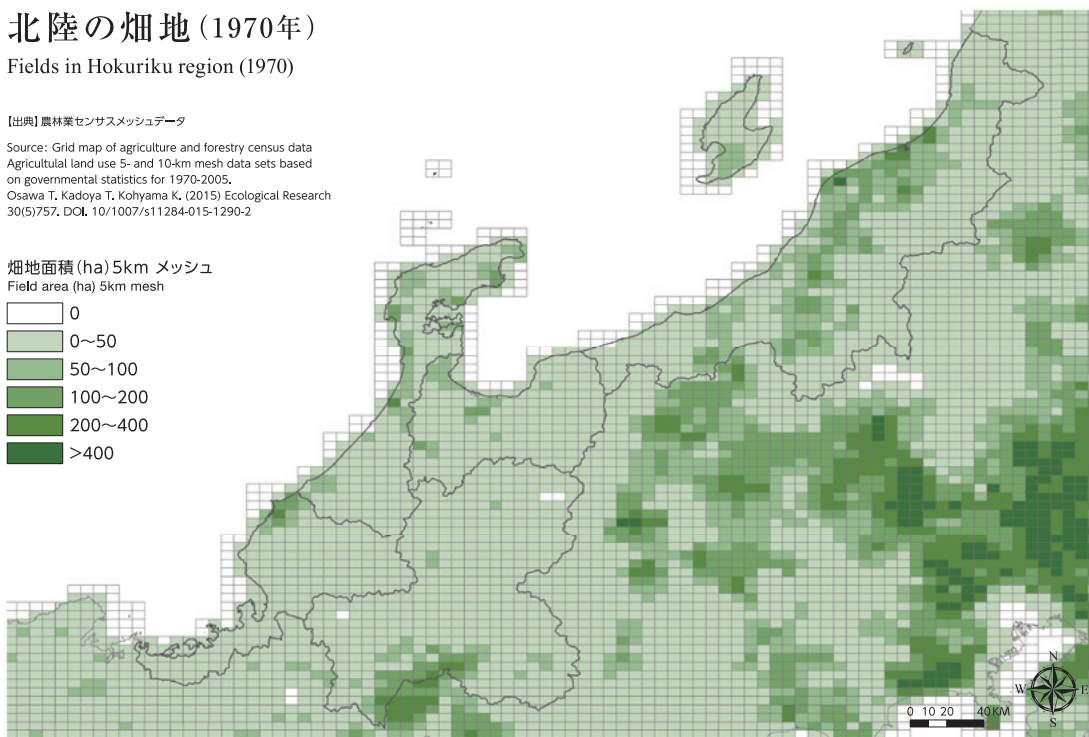 北陸の畑地(1970年)
Fields in Hokuriku region (1970)
【出典】農林業センサスメッシュデータ
Source: Grid map of agriculture and forestry census data
Agricultulal land use 5- and 10-km mesh data sets based
on governmental statistics for 1970-2005.
Osawa T. Kadoya T. Kohyama K. (2015) Ecological Research
30(5)757. DOI. 10/1007/s11284-015-1290-2
畑地面積(ha)5km メッシュ
Field area (ha) 5km mesh
0
0〜50
50〜100
100〜200
200〜400
>400
N
W E
S
0 10 20 40 KM